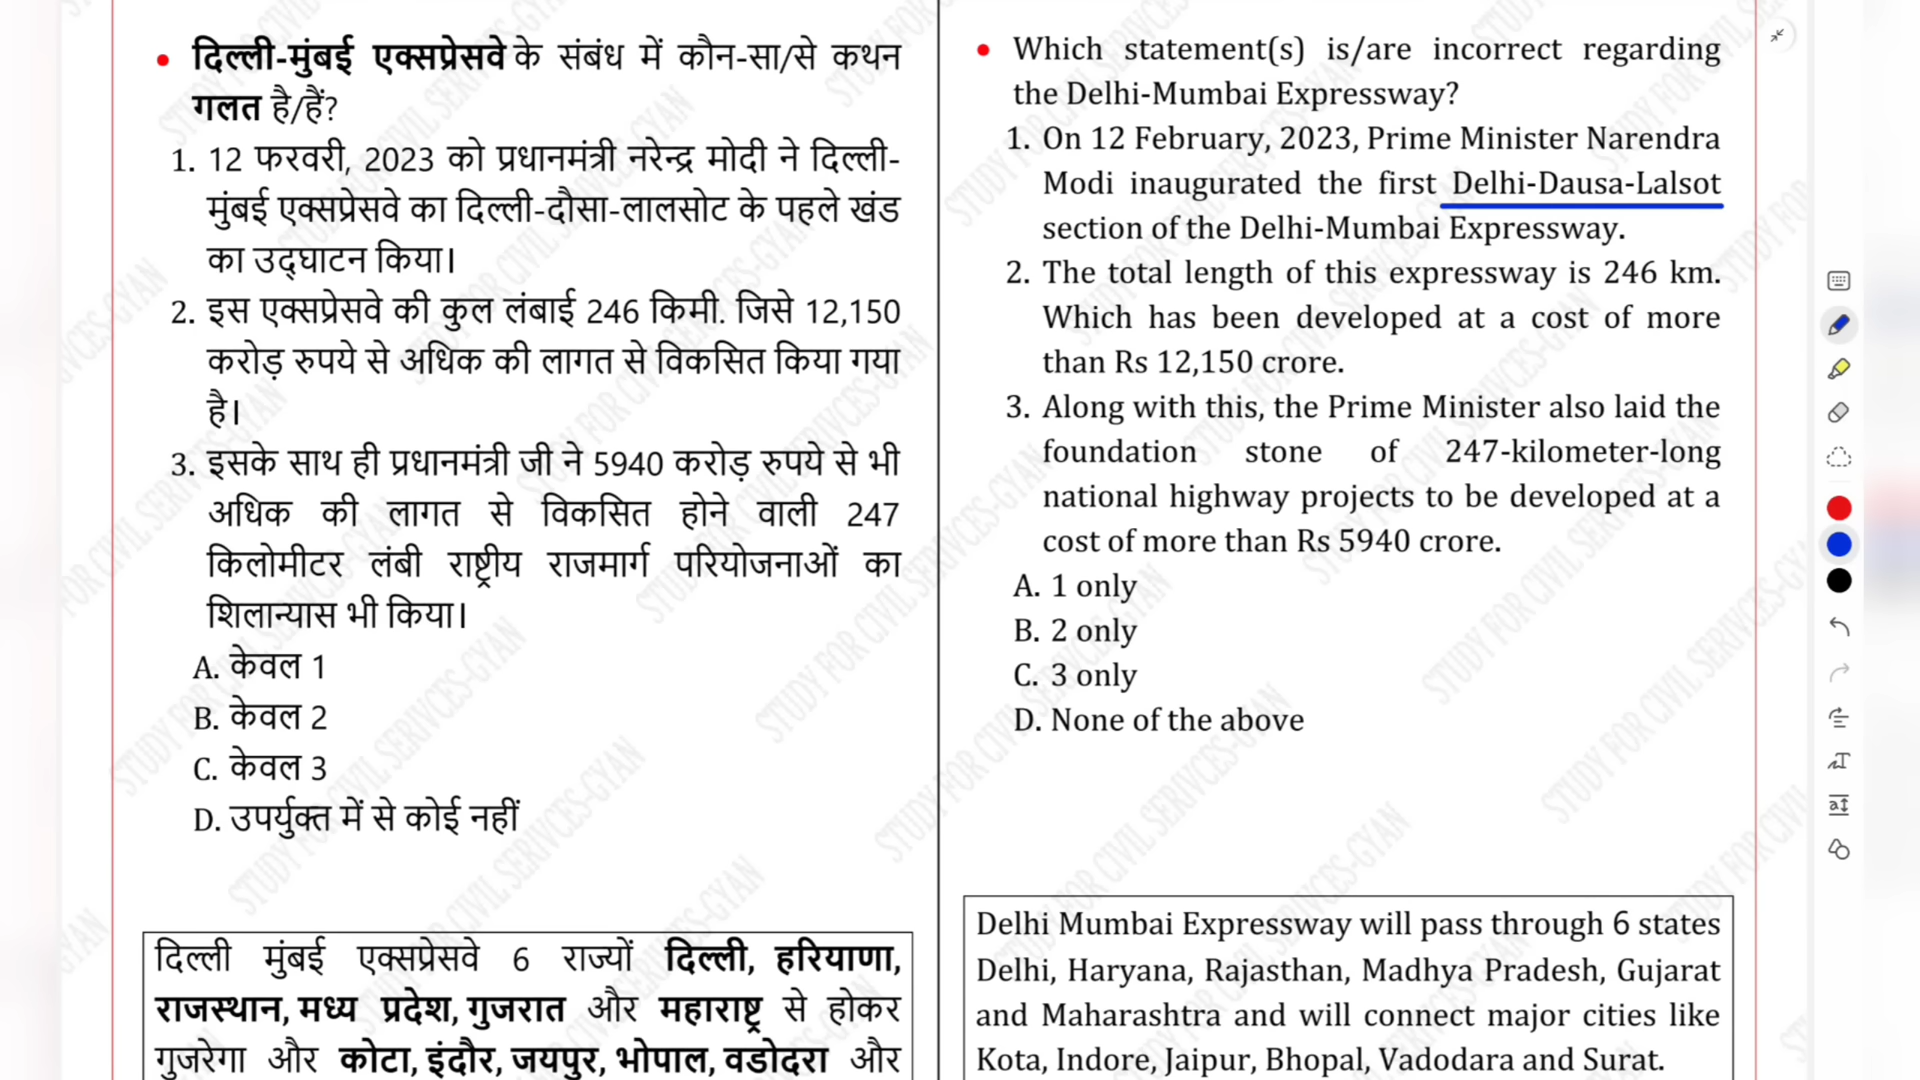 दिल्ली-मुंबई एक्सप्रेसवे के संबंध में कौन-सा/से कथन
गलत है/हैं?
1. 12 फरवरी, 2023 को प्रधानमंत्री नरेन्द्र मोदी ने दिल्ली-
मुंबई एक्सप्रेसवे का दिल्ली-दौसा-लालसोट के पहले खंड
का उद्घाटन किया।
2. इस एक्सप्रेसवे की कुल लंबाई 246 किमी. जिसे 12,150
करोड़ रुपये से अधिक की लागत से विकसित किया गया
है।
3. इसके साथ ही प्रधानमंत्री जी ने 5940 करोड़ रुपये से भी
अधिक की लागत से विकसित होने वाली 247
किलोमीटर लंबी राष्ट्रीय राजमार्ग परियोजनाओं का
शिलान्यास भी किया।
A. केवल 1
B. केवल 2
C. केवल 3
D. उपर्युक्त में से कोई नहीं
दिल्ली मुंबई एक्सप्रेसवे 6 राज्यों दिल्ली, हरियाणा,
राजस्थान, मध्य प्रदेश, गुजरात और महाराष्ट्र से होकर
गुजरेगा और कोटा, इंदौर, जयपुर, भोपाल, वडोदरा और
Which statement(s) is/are incorrect regarding
the Delhi-Mumbai Expressway?
1. On 12 February, 2023, Prime Minister Narendra
Modi inaugurated the first Delhi-Dausa-Lalsot
section of the Delhi-Mumbai Expressway.
2. The total length of this expressway is 246 km.
Which has been developed at a cost of more
than Rs 12,150 crore.
3. Along with this, the Prime Minister also laid the
foundation stone of 247-kilometer-long
national highway projects to be developed at a
cost of more than Rs 5940 crore.
A. 1 only
B. 2 only
C. 3 only
D. None of the above
Delhi Mumbai Expressway will pass through 6 states
Delhi, Haryana, Rajasthan, Madhya Pradesh, Gujarat
and Maharashtra and will connect major cities like
Kota, Indore, Jaipur, Bhopal, Vadodara and Surat.
STUDY FOR CIVIL SERIVCES-GYAN